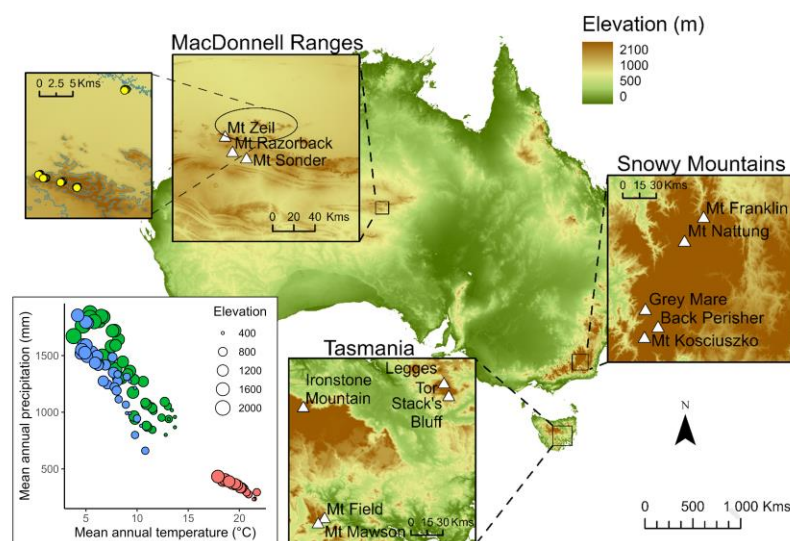 Elevation (m)
2100
1000
500
0
MacDonnell Ranges
0 2.5 5 Kms
Mt Zeil
Mt Razorback
Mt Sonder
0 20 40 Kms
Snowy Mountains
0 15 30 Kms
Mt Franklin
Mt Nattung
Grey Mare
Back Perisher
Mt Kosciuszko
Tasmania
Legges
Tor
Ironstone
Mountain
Stack's
Bluff
Mt Field
Mt Mawson
0 15 30 Kms
N
0 500 1 000 Kms
Elevation
400
800
1200
1600
2000
Mean annual precipitation (mm)
1500
1000
500
5 10 15 20
Mean annual temperature (°C)